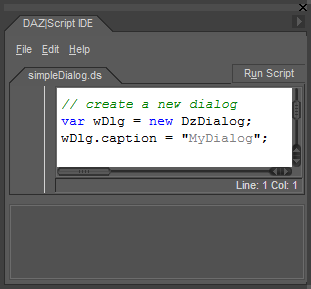 DAZ|Script IDE
File Edit Help
simpleDialog.ds
Run Script
// create a new dialog
var wDlg = new DzDialog;
wDlg.caption = "MyDialog";
Line: 1 Col: 1